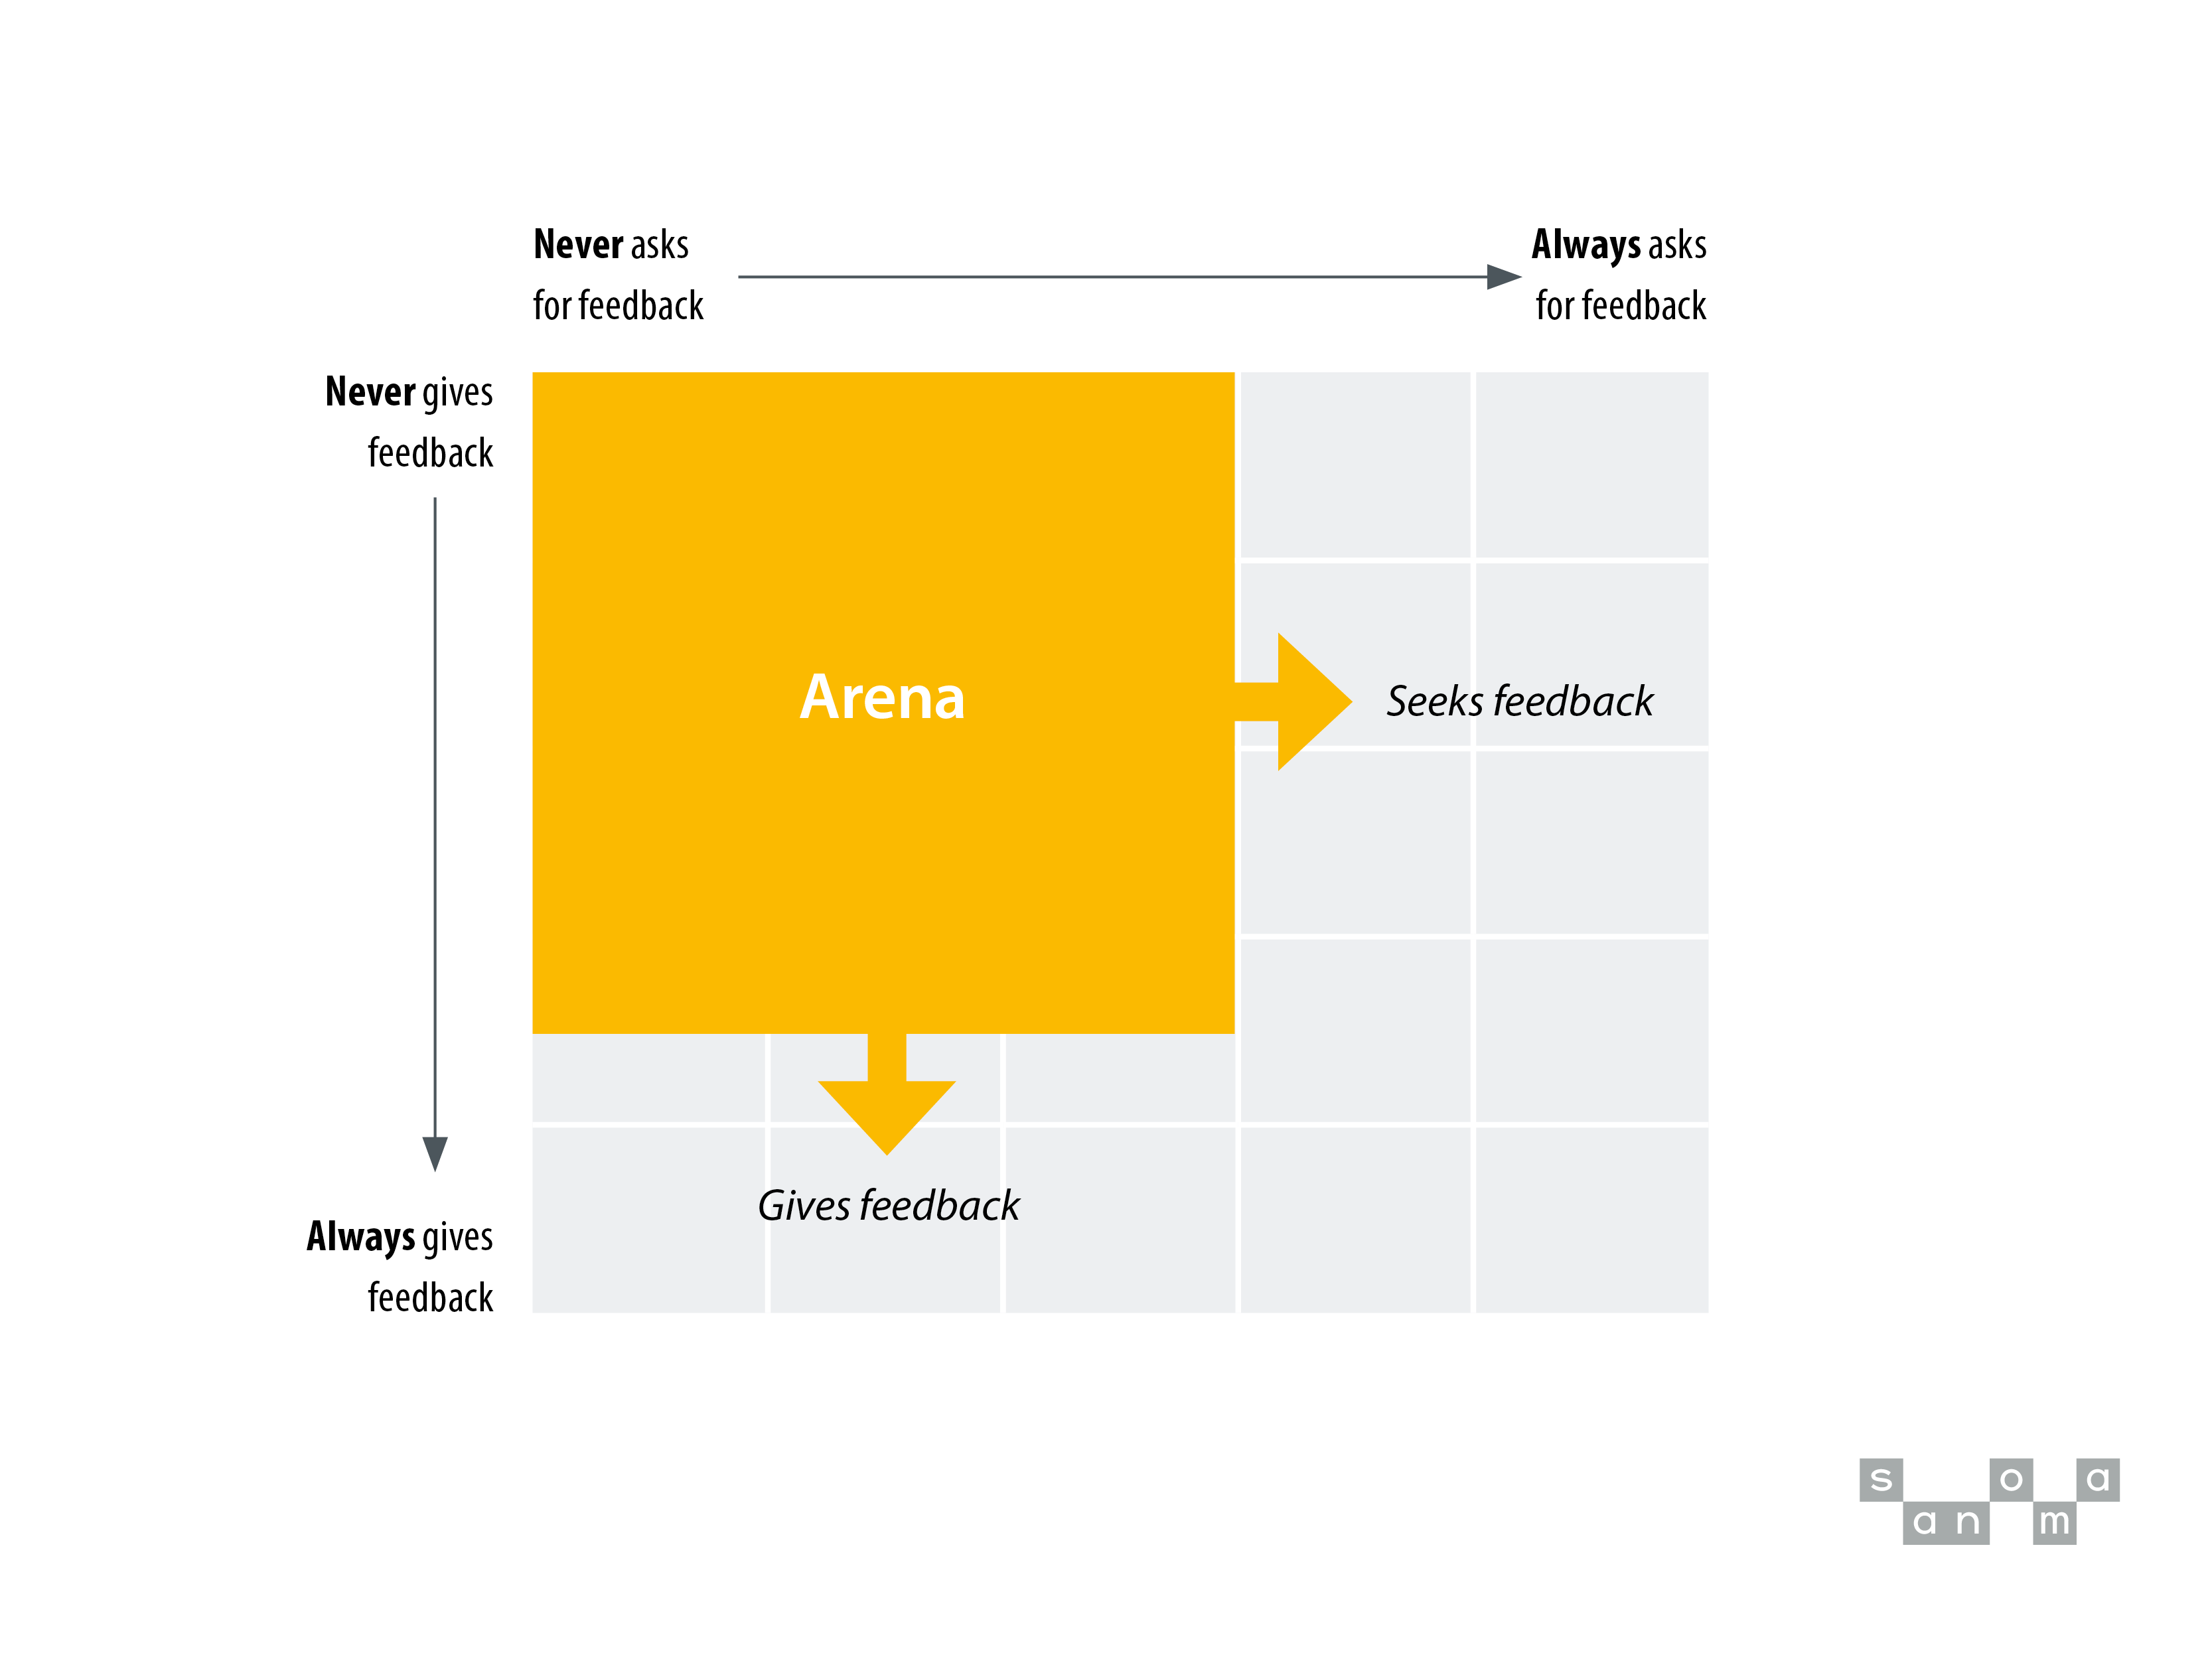 Never asks
for feedback
Always asks
for feedback
Never gives
feedback
Arena
Seeks feedback
Gives feedback
Always gives
feedback
sanoma